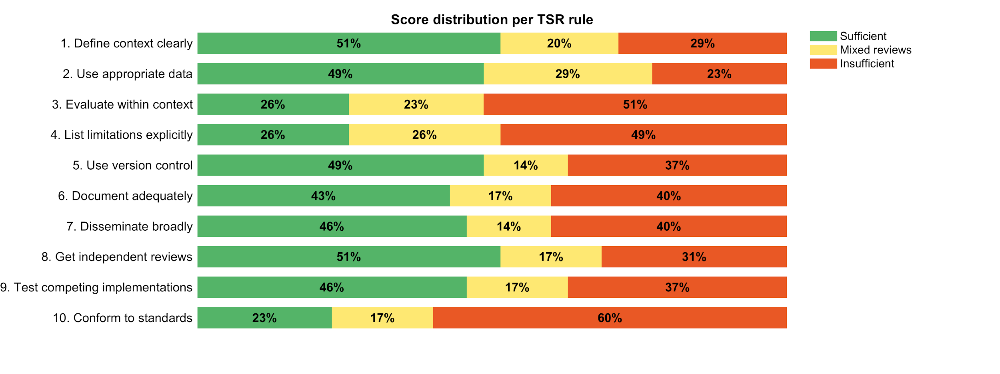 Score distribution per TSR rule
Sufficient
Mixed reviews
Insufficient
1. Define context clearly 51% 20% 29%
2. Use appropriate data 49% 29% 23%
3. Evaluate within context 26% 23% 51%
4. List limitations explicitly 26% 26% 49%
5. Use version control 49% 14% 37%
6. Document adequately 43% 17% 40%
7. Disseminate broadly 46% 14% 40%
8. Get independent reviews 51% 17% 31%
9. Test competing implementations 46% 17% 37%
10. Conform to standards 23% 17% 60%